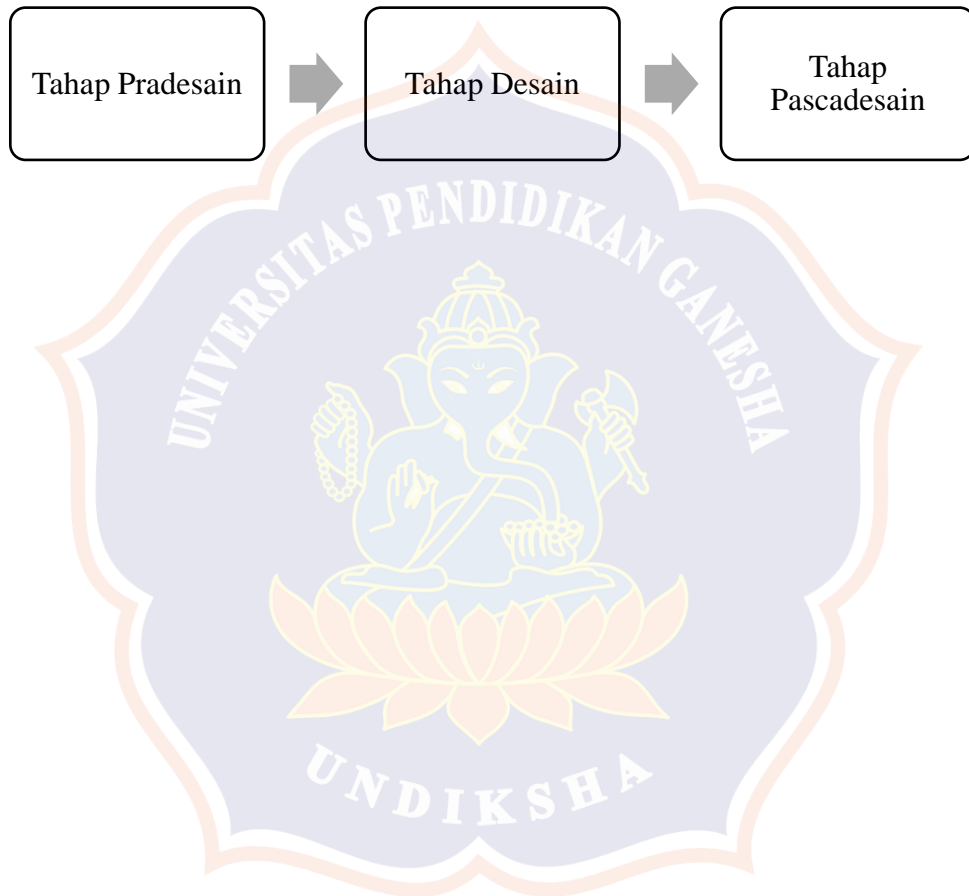 Tahap Pradesain
Tahap Desain
Tahap
Pascadesain
UNIVERSITAS PENDIDIKAN GANESHA
UNDIKSHA